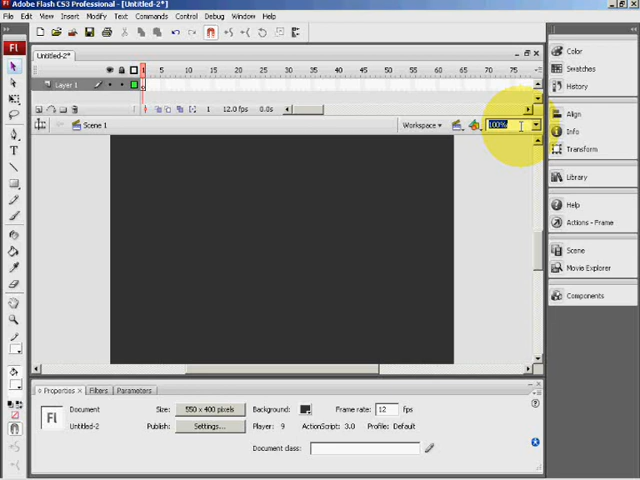 Adobe Flash CS3 Professional - [Untitled-2*]
File Edit View Insert Modify Text Commands Control Debug Window Help
Fl
Untitled-2*
1 5 10 15 20 25 30 35 40 45 50 55 60 65 70 75
Layer 1
1 12.0 fps 0.0s
Scene 1 Workspace 100%
Color
Swatches
History
Align
Info
Transform
Library
Help
Actions - Frame
Scene
Movie Explorer
Components
Properties Filters Parameters
Fl
Document Size: 550 x 400 pixels Background: Frame rate: 12 fps
Untitled-2 Publish: Settings... Player: 9 ActionScript: 3.0 Profile: Default
Document class: